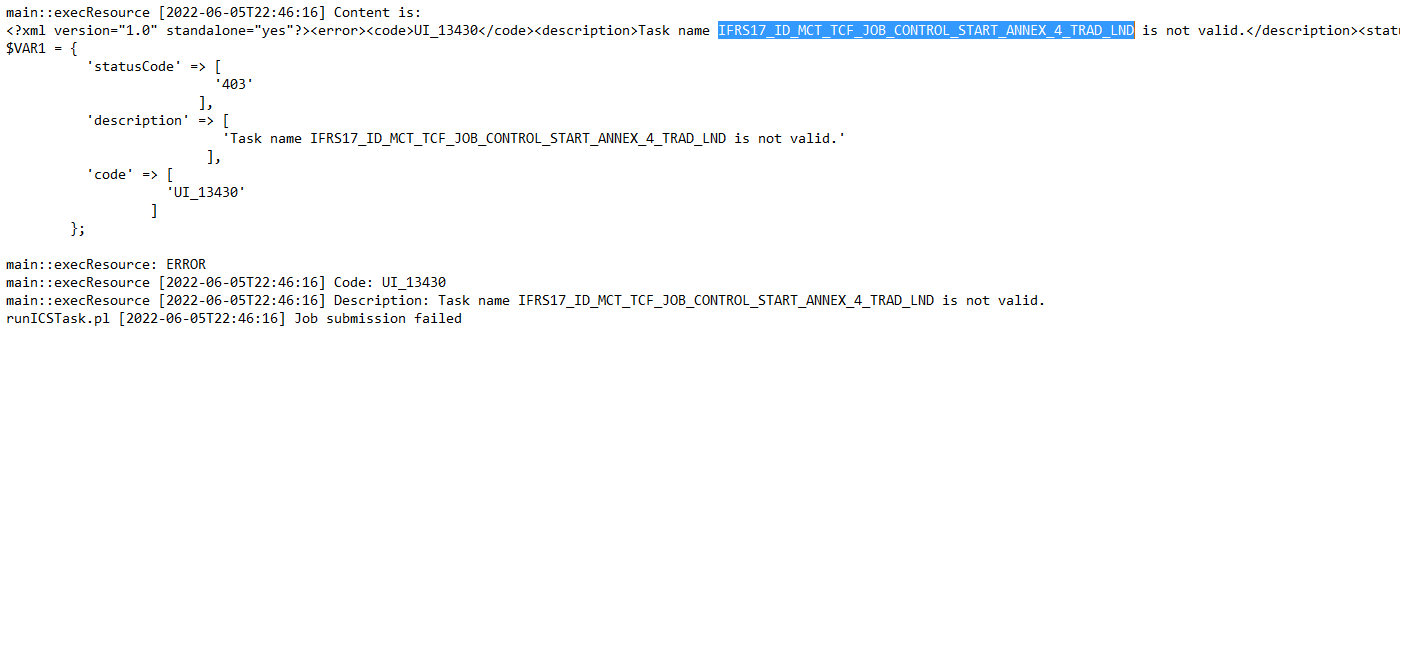 main::execResource [2022-06-05T22:46:16] Content is:
<?xml version="1.0" standalone="yes"?><error><code>UI_13430</code><description>Task name IFRS17_ID_MCT_TCF_JOB_CONTROL_START_ANNEX_4_TRAD_LND is not valid.</description><stat
$VAR1 = {
          'statusCode' => [
                          '403'
                        ],
          'description' => [
                           'Task name IFRS17_ID_MCT_TCF_JOB_CONTROL_START_ANNEX_4_TRAD_LND is not valid.'
                         ],
          'code' => [
                    'UI_13430'
                  ]
        };
main::execResource: ERROR
main::execResource [2022-06-05T22:46:16] Code: UI_13430
main::execResource [2022-06-05T22:46:16] Description: Task name IFRS17_ID_MCT_TCF_JOB_CONTROL_START_ANNEX_4_TRAD_LND is not valid.
runICSTask.pl [2022-06-05T22:46:16] Job submission failed